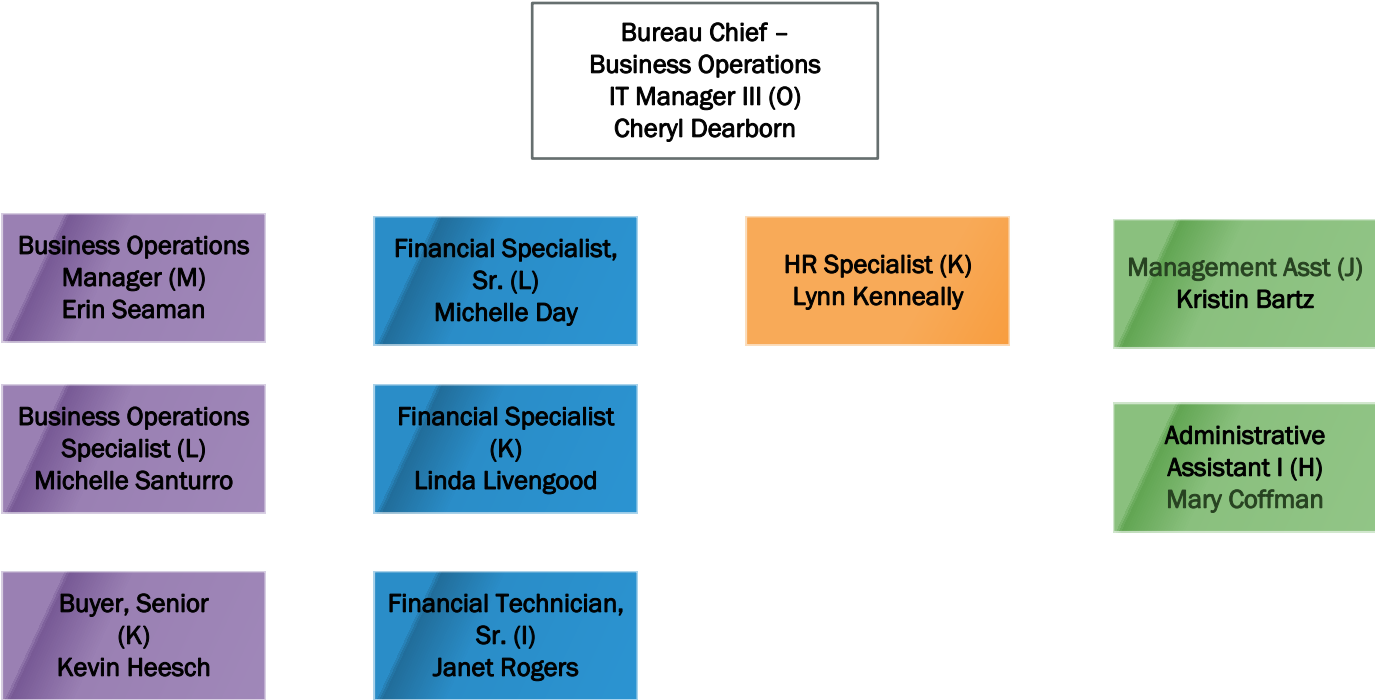 Bureau Chief –
Business Operations
IT Manager III (O)
Cheryl Dearborn
Business Operations
Manager (M)
Erin Seaman
Financial Specialist,
Sr. (L)
Michelle Day
HR Specialist (K)
Lynn Kenneally
Management Asst (J)
Kristin Bartz
Business Operations
Specialist (L)
Michelle Santurro
Financial Specialist
(K)
Linda Livengood
Administrative
Assistant I (H)
Mary Coffman
Buyer, Senior
(K)
Kevin Heesch
Financial Technician,
Sr. (I)
Janet Rogers